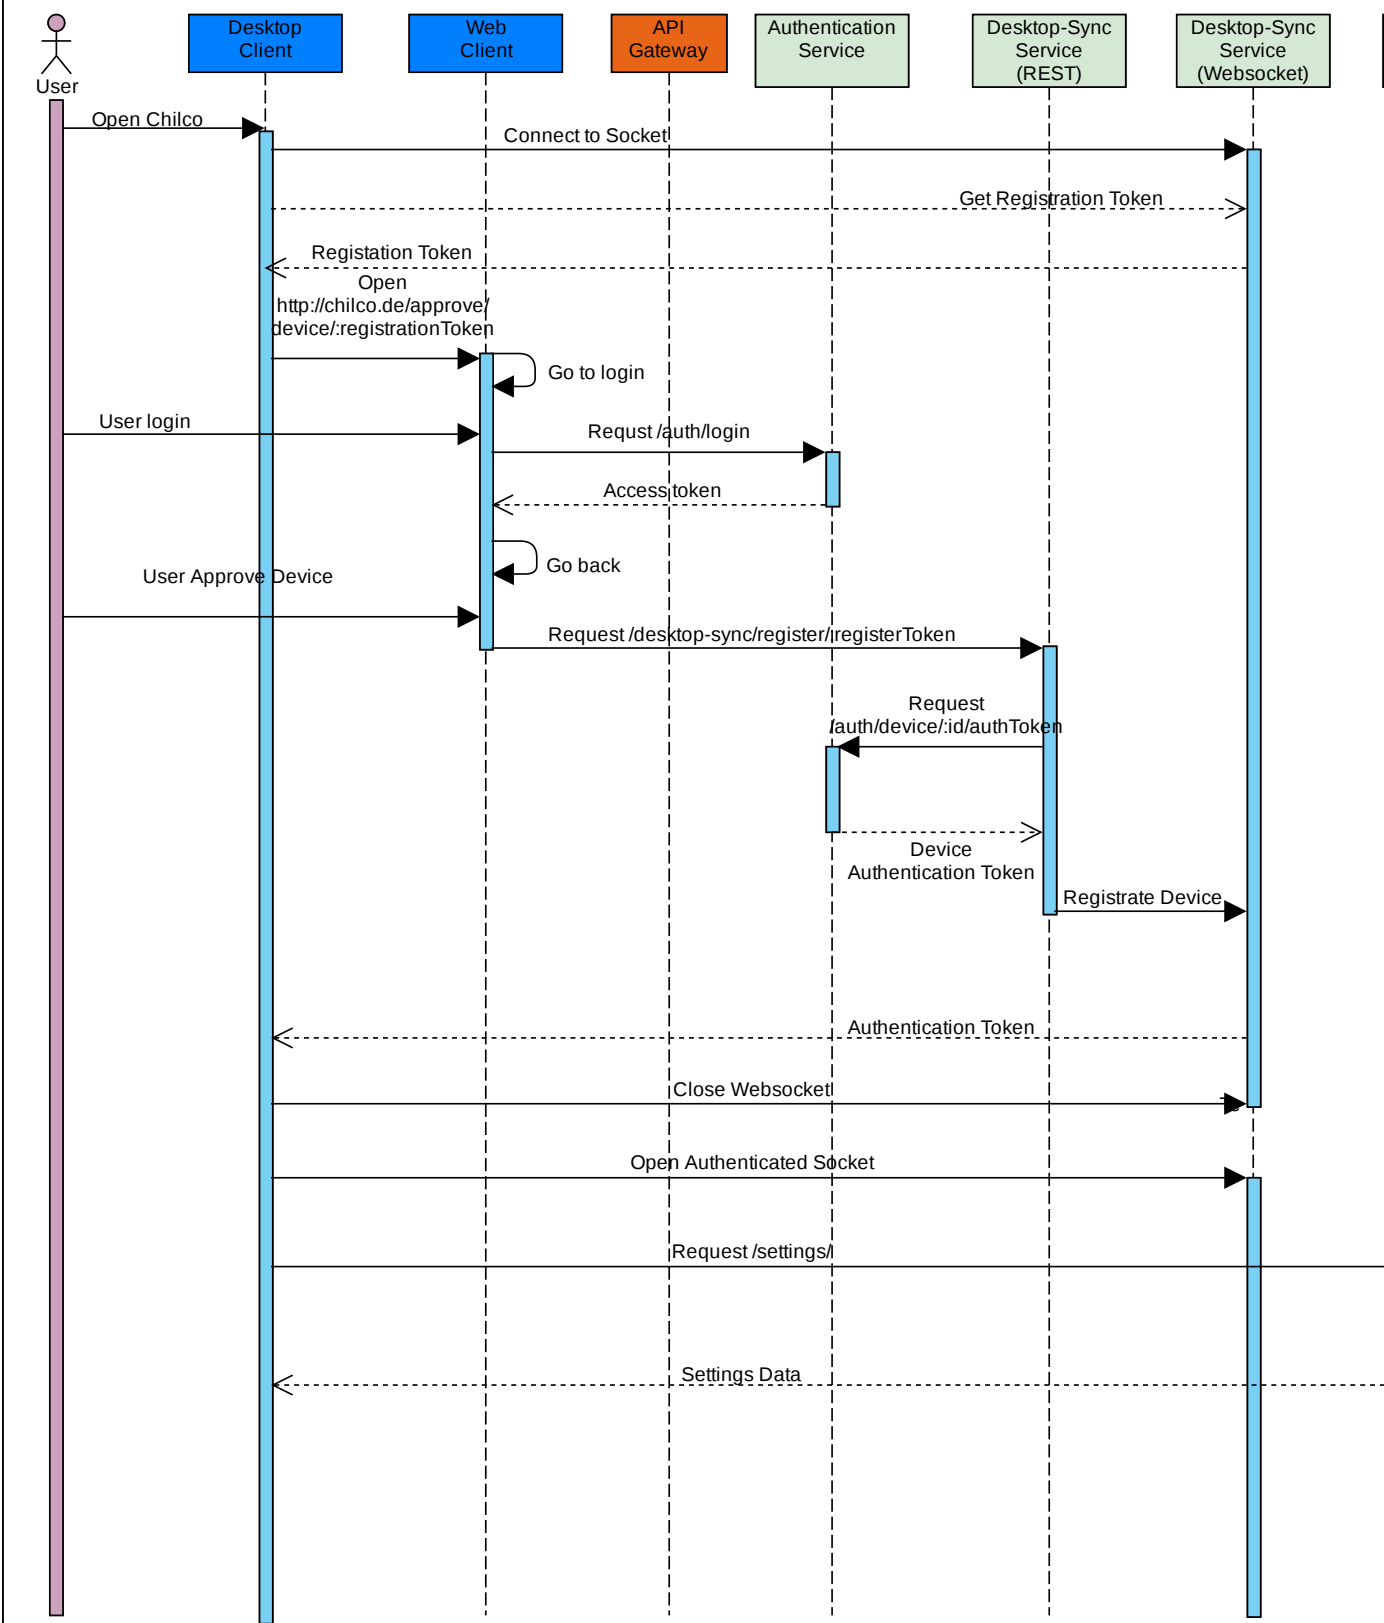 User
Desktop
Client
Web
Client
API
Gateway
Authentication
Service
Desktop-Sync
Service
(REST)
Desktop-Sync
Service
(Websocket)
Open Chilco
Connect to Socket
Get Registration Token
Registation Token
Open
http://chilco.de/approve/
device/:registrationToken
Go to login
User login
Requst /auth/login
Access token
Go back
User Approve Device
Request /desktop-sync/register/:registerToken
Request
/auth/device/:id/authToken
Device
Authentication Token
Registrate Device
Authentication Token
Close Websocket
Open Authenticated Socket
Request /settings/
Settings Data